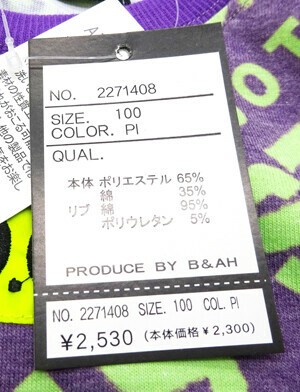 NO. 2271408
SIZE. 100
COLOR. PI
QUAL.
本体 ポリエステル 65%
綿 35%
リブ 綿 95%
ポリウレタン 5%
PRODUCE BY B&AH
NO. 2271408 SIZE. 100 COL. PI
¥2,530 (本体価格¥2,300)